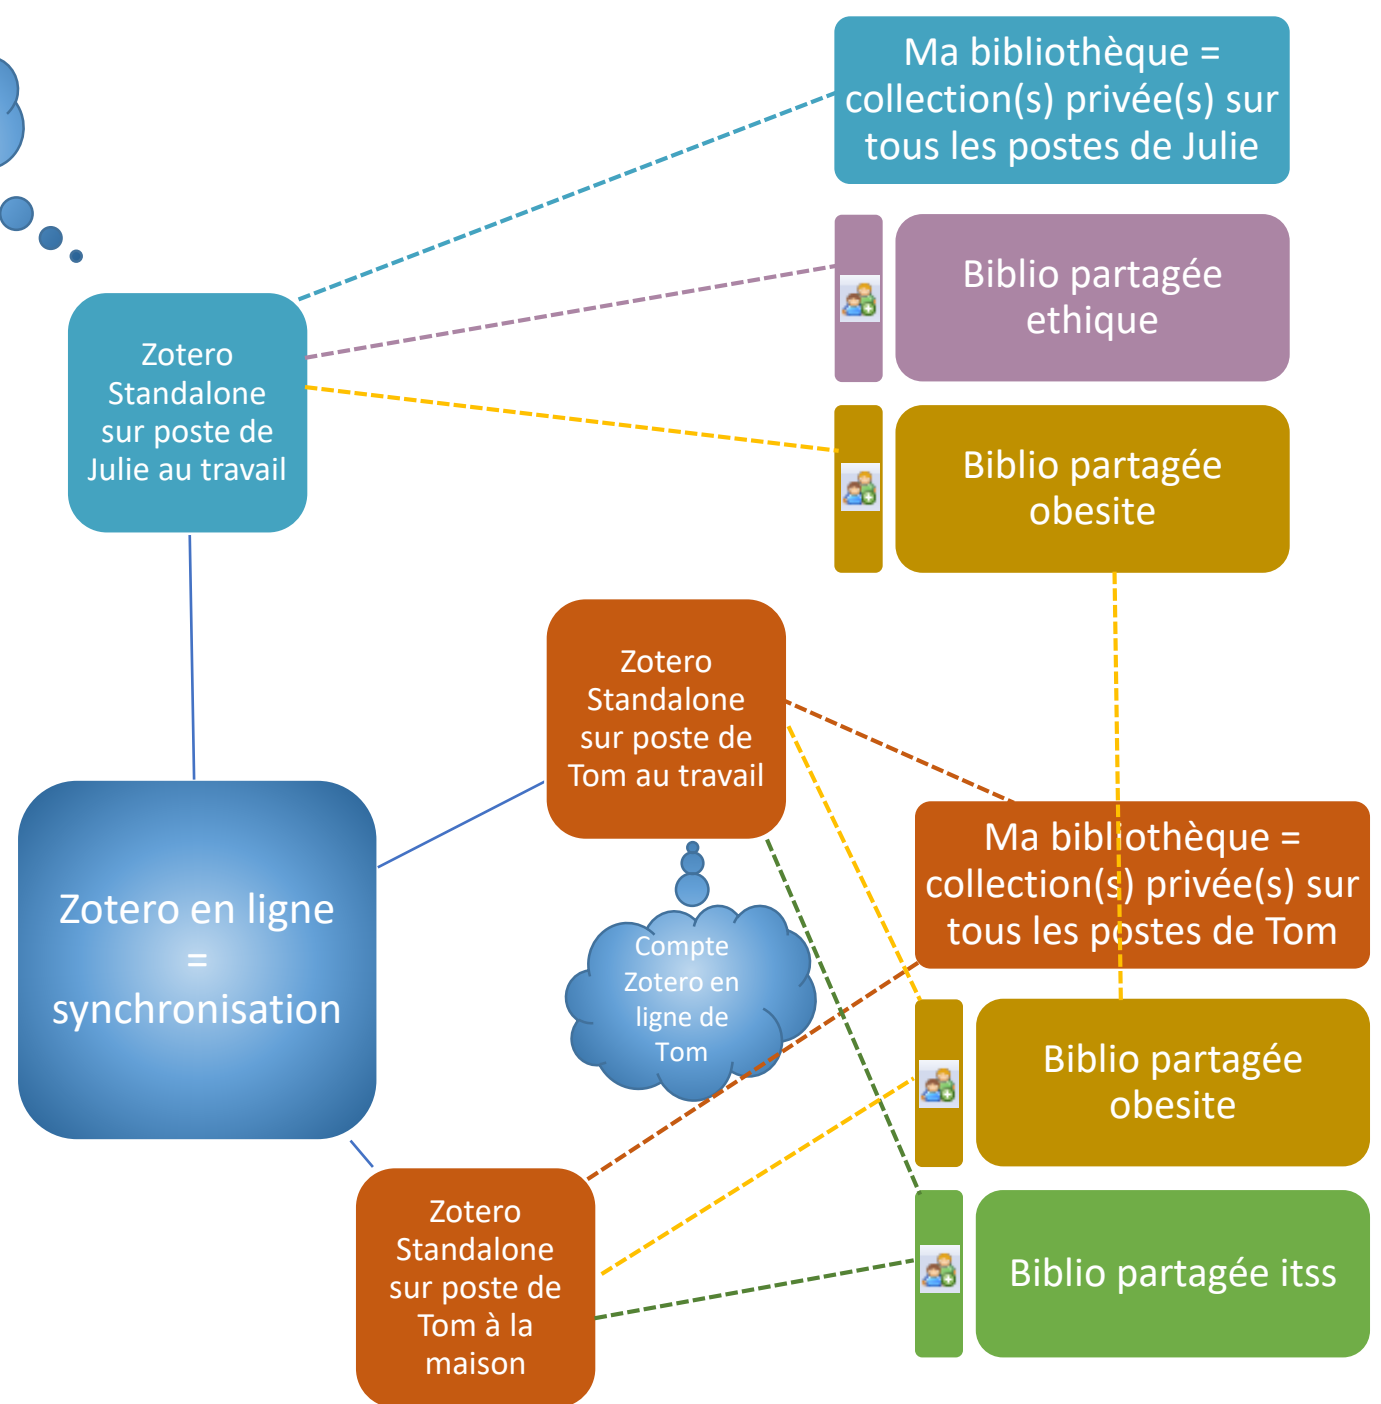 Ma bibliothèque =
collection(s) privée(s) sur
tous les postes de Julie
Biblio partagée
ethique
Zotero
Standalone
sur poste de
Julie au travail
Biblio partagée
obesite
Zotero
Standalone
sur poste de
Tom au travail
Ma bibliothèque =
collection(s) privée(s) sur
tous les postes de Tom
Zotero en ligne
=
synchronisation
Compte
Zotero en
ligne de
Tom
Biblio partagée
obesite
Zotero
Standalone
sur poste de
Tom à la
maison
Biblio partagée itss